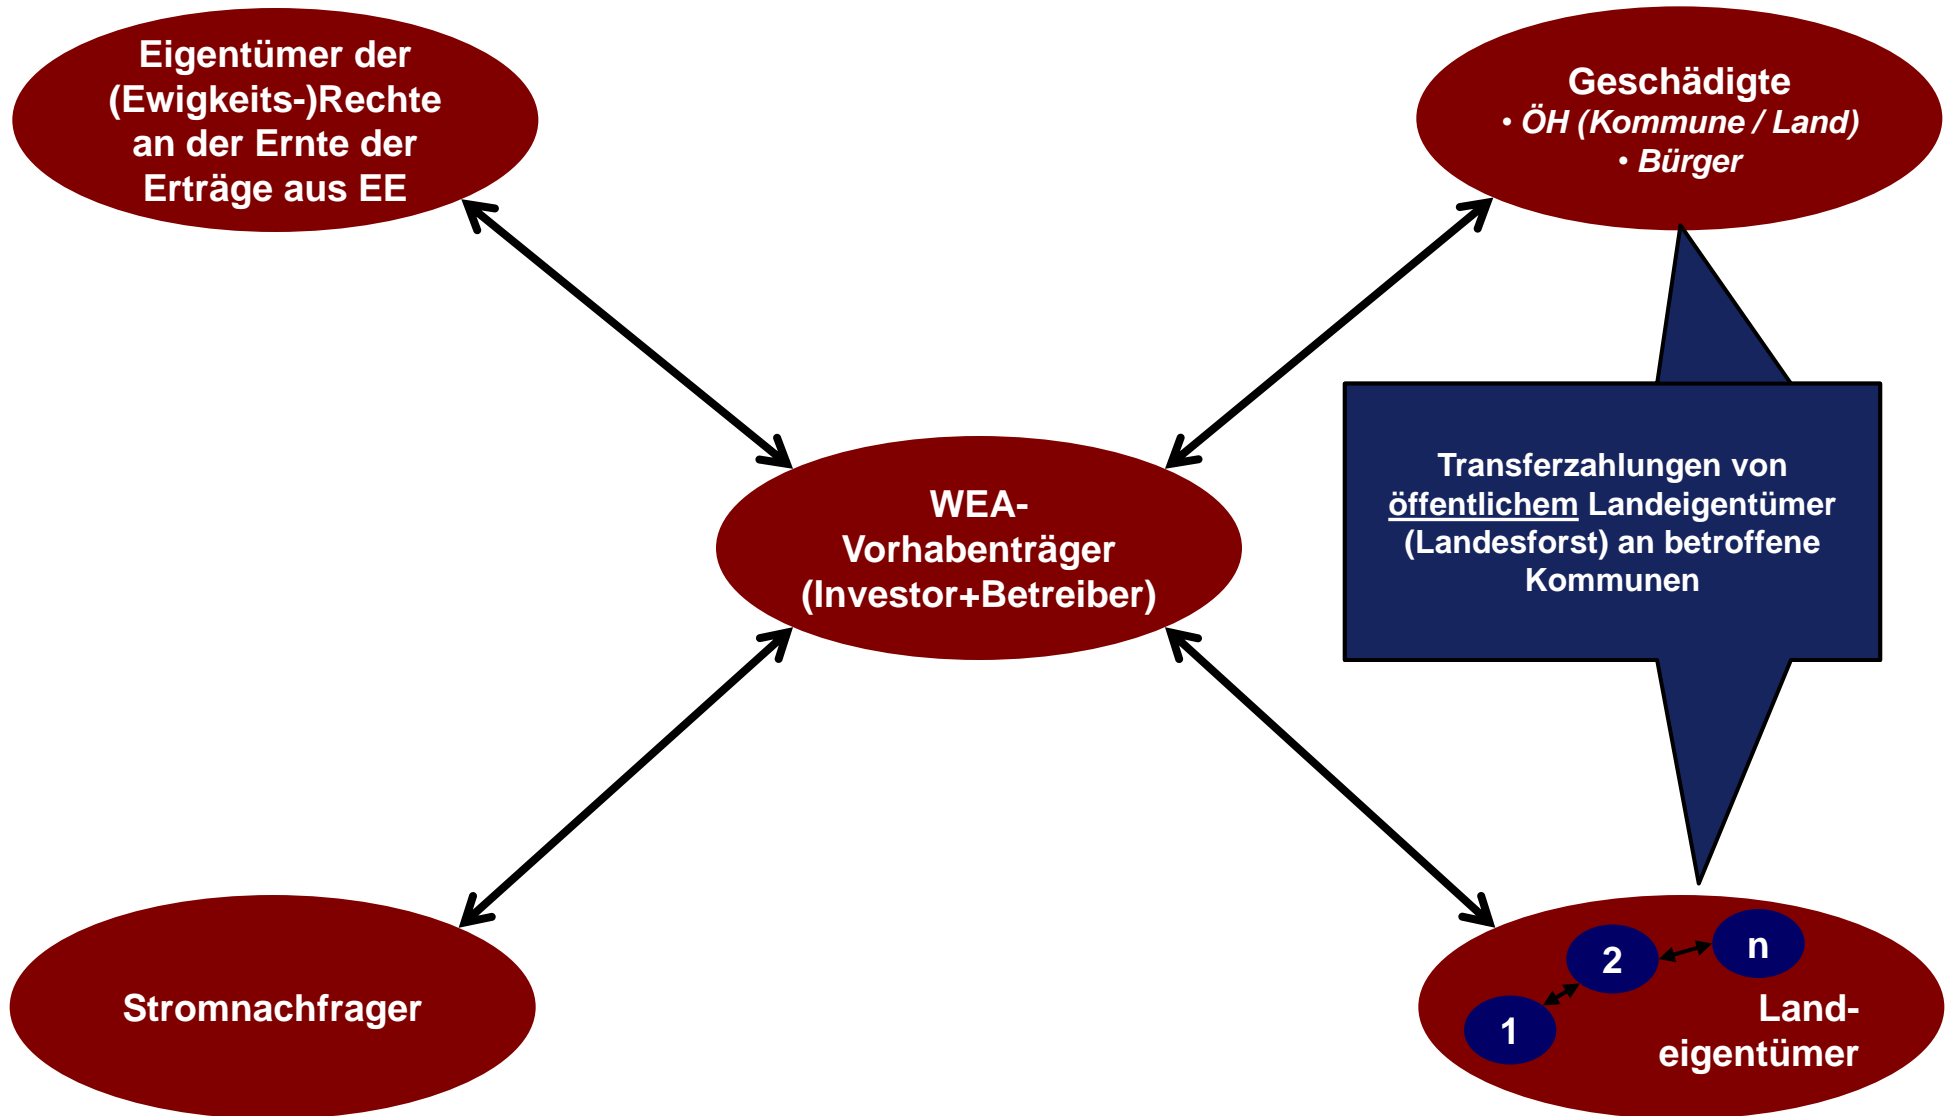 Eigentümer der
(Ewigkeits-)Rechte
an der Ernte der
Erträge aus EE
Geschädigte
• ÖH (Kommune / Land)
• Bürger
WEA-
Vorhabenträger
(Investor+Betreiber)
Transferzahlungen von
öffentlichem Landeigentümer
(Landesforst) an betroffene
Kommunen
Stromnachfrager
1
2
n
Land-
eigentümer